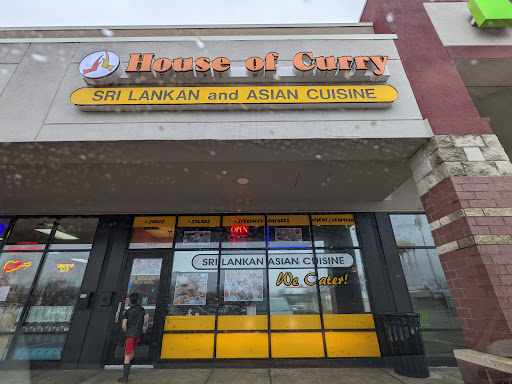 House of Curry
SRI LANKAN and ASIAN CUISINE
OPEN
SRI LANKAN ASIAN CUISINE
We Cater!